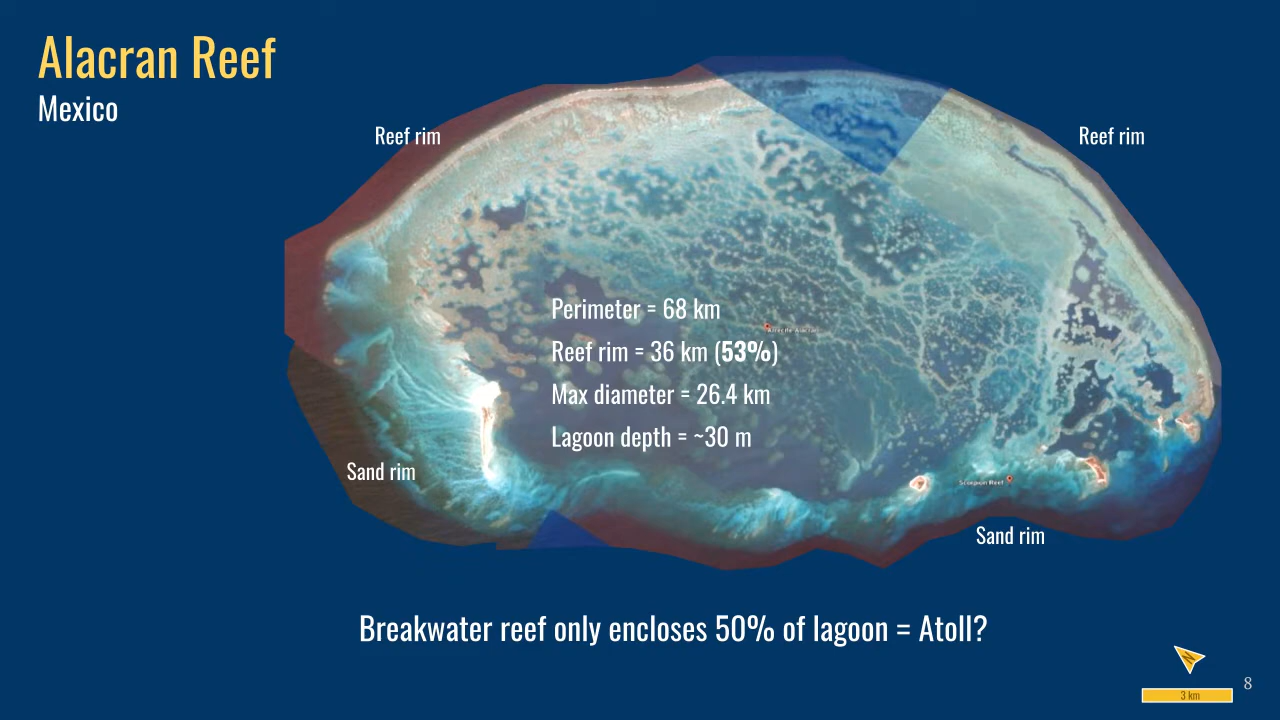 Alacran Reef
Mexico
Reef rim
Reef rim
Perimeter = 68 km
Reef rim = 36 km (53%)
Max diameter = 26.4 km
Lagoon depth = ~30 m
Sand rim
Scorpion Reef
Sand rim
Breakwater reef only encloses 50% of lagoon = Atoll?
N
3 km
8